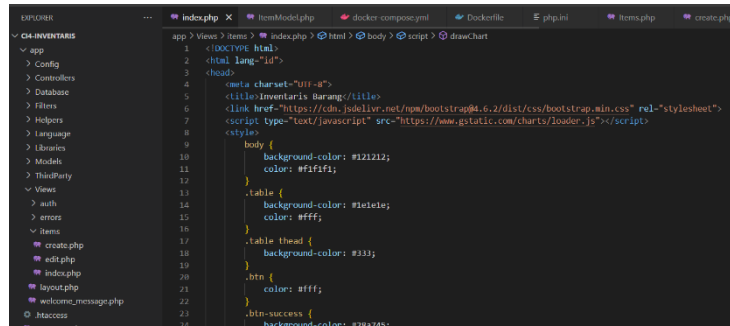 EXPLORER ...
CI4-INVENTARIS
app
Config
Controllers
Database
Filters
Helpers
Language
Libraries
Models
ThirdParty
Views
auth
errors
items
create.php
edit.php
index.php
layout.php
welcome_message.php
.htaccess
index.php X ItemModel.php docker-compose.yml Dockerfile php.ini Items.php create.php
app > Views > items > index.php > html > body > script > drawChart
1 <!DOCTYPE html>
2 <html lang="id">
3 <head>
4 <meta charset="UTF-8">
5 <title>Inventaris Barang</title>
6 <link href="https://cdn.jsdelivr.net/npm/bootstrap@4.6.2/dist/css/bootstrap.min.css" rel="stylesheet">
7 <script type="text/javascript" src="https://www.gstatic.com/charts/loader.js"></script>
8 <style>
9 body {
10 background-color: #121212;
11 color: #f1f1f1;
12 }
13 .table {
14 background-color: #1e1e1e;
15 color: #fff;
16 }
17 .table thead {
18 background-color: #333;
19 }
20 .btn {
21 color: #fff;
22 }
23 .btn-success {
24 background-color: #28a745;